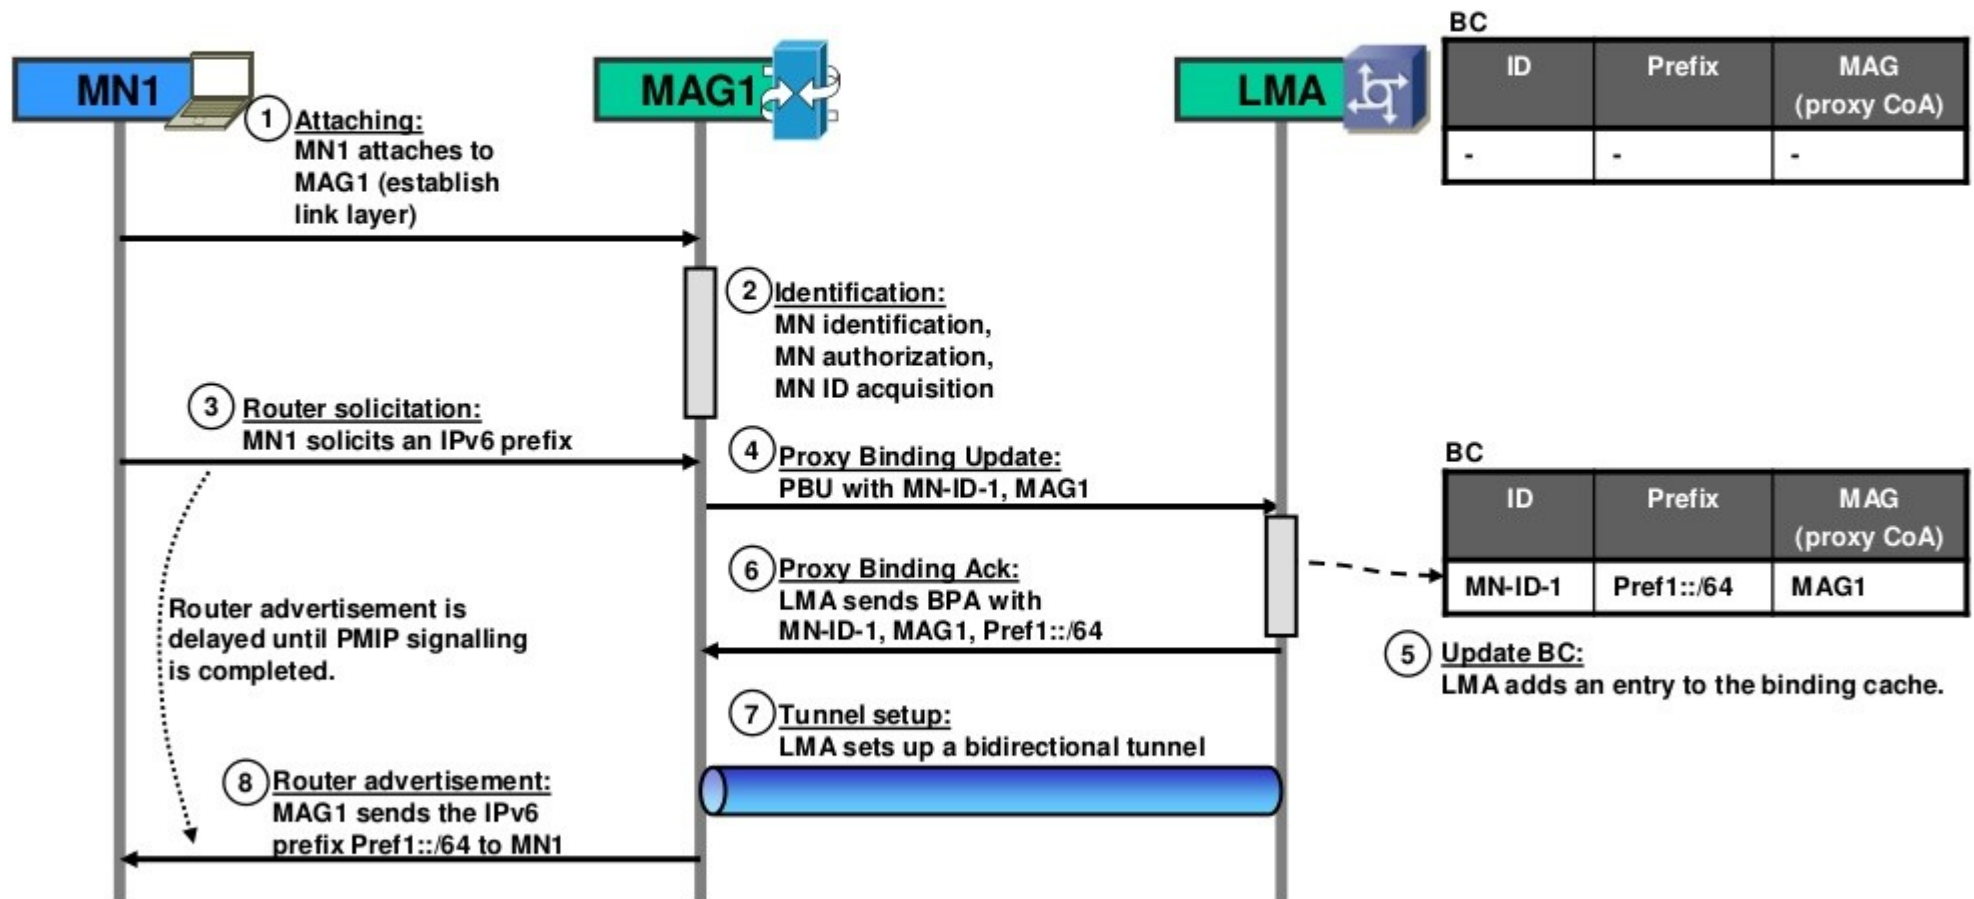 BC
ID Prefix MAG
(proxy CoA)
- - -
MN1
MAG1
LMA
1 Attaching:
MN1 attaches to
MAG1 (establish
link layer)
2 Identification:
MN identification,
MN authorization,
MN ID acquisition
3 Router solicitation:
MN1 solicits an IPv6 prefix
4 Proxy Binding Update:
PBU with MN-ID-1, MAG1
BC
ID Prefix MAG
(proxy CoA)
MN-ID-1 Pref1::/64 MAG1
5 Update BC:
LMA adds an entry to the binding cache.
6 Proxy Binding Ack:
LMA sends BPA with
MN-ID-1, MAG1, Pref1::/64
Router advertisement is
delayed until PMIP signalling
is completed.
7 Tunnel setup:
LMA sets up a bidirectional tunnel
8 Router advertisement:
MAG1 sends the IPv6
prefix Pref1::/64 to MN1